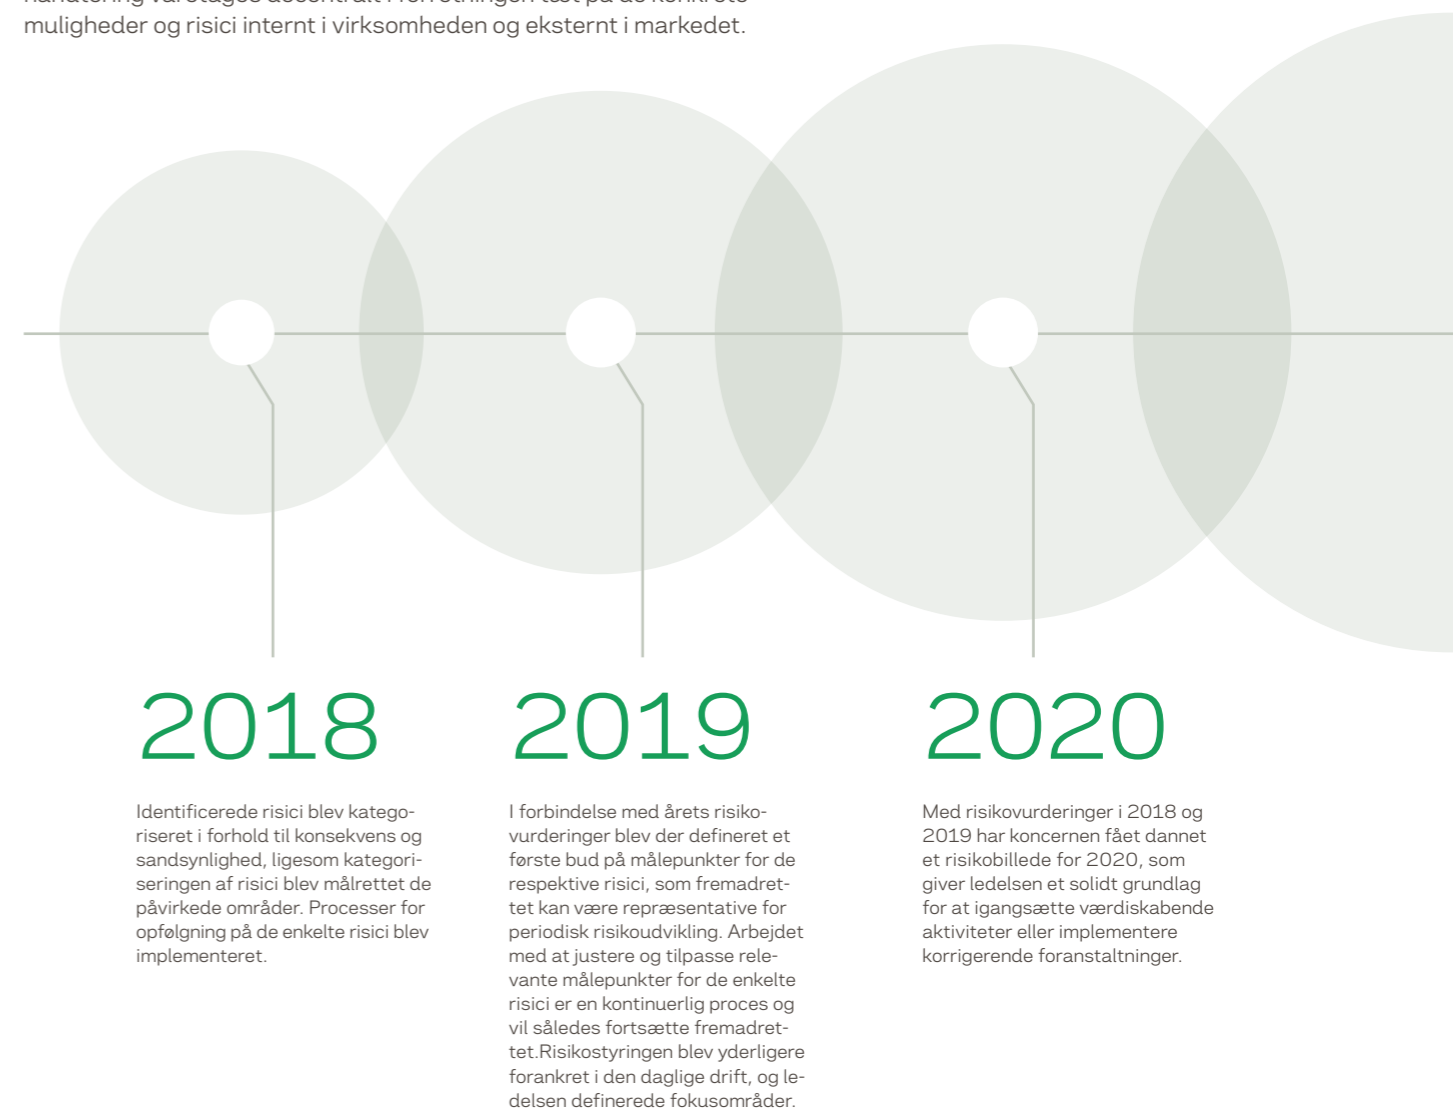 muligheder og risici internt i virksomheden og eksternt i markedet.
2018
Identificerede risici blev katego-
riseret i forhold til konsekvens og
sandsynlighed, ligesom kategori-
seringen af risici blev målrettet de
påvirkede områder. Processer for
opfølgning på de enkelte risici blev
implementeret.
2019
I forbindelse med årets risiko-
vurderinger blev der defineret et
første bud på målepunkter for de
respektive risici, som fremadret-
tet kan være repræsentative for
periodisk risikoudvikling. Arbejdet
med at justere og tilpasse rele-
vante målepunkter for de enkelte
risici er en kontinuerlig proces og
vil således fortsætte fremadret-
tet.Risikostyringen blev yderligere
forankret i den daglige drift, og le-
delsen definerede fokusområder.
2020
Med risikovurderinger i 2018 og
2019 har koncernen fået dannet
et risikobillede for 2020, som
giver ledelsen et solidt grundlag
for at igangsætte værdiskabende
aktiviteter eller implementere
korrigerende foranstaltninger.